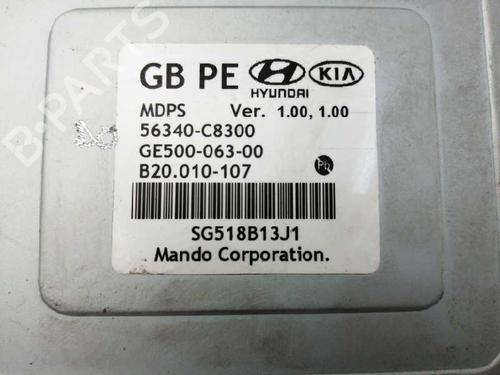 GB PE HYUNDAI KIA
MDPS Ver. 1.00, 1.00
56340-C8300
GE500-063-00
B20.010-107
Pb
SG518B13J1
Mando Corporation.
B-PARTS